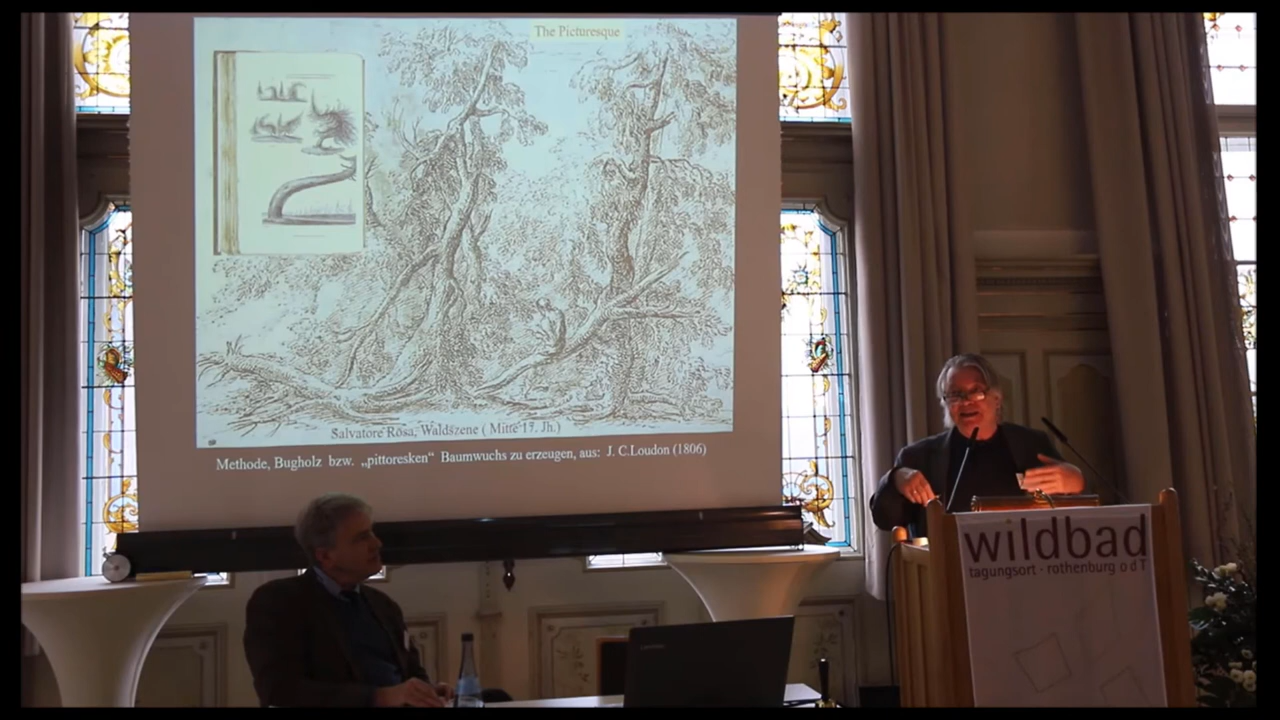 The Picturesque
Salvatore Rosa, Waldszene ( Mitte 17. Jh.)
Methode, Bugholz bzw. „pittoresken“ Baumwuchs zu erzeugen, aus: J. C.Loudon (1806)
wildbad
tagungsort - rothenburg o d T